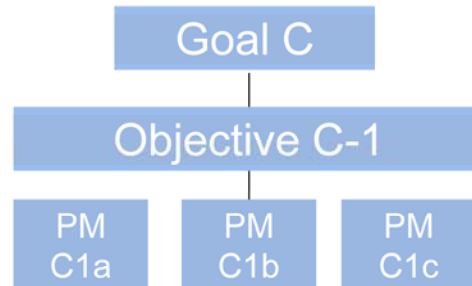 Goal C
Objective C-1
PM
C1a
PM
C1b
PM
C1c